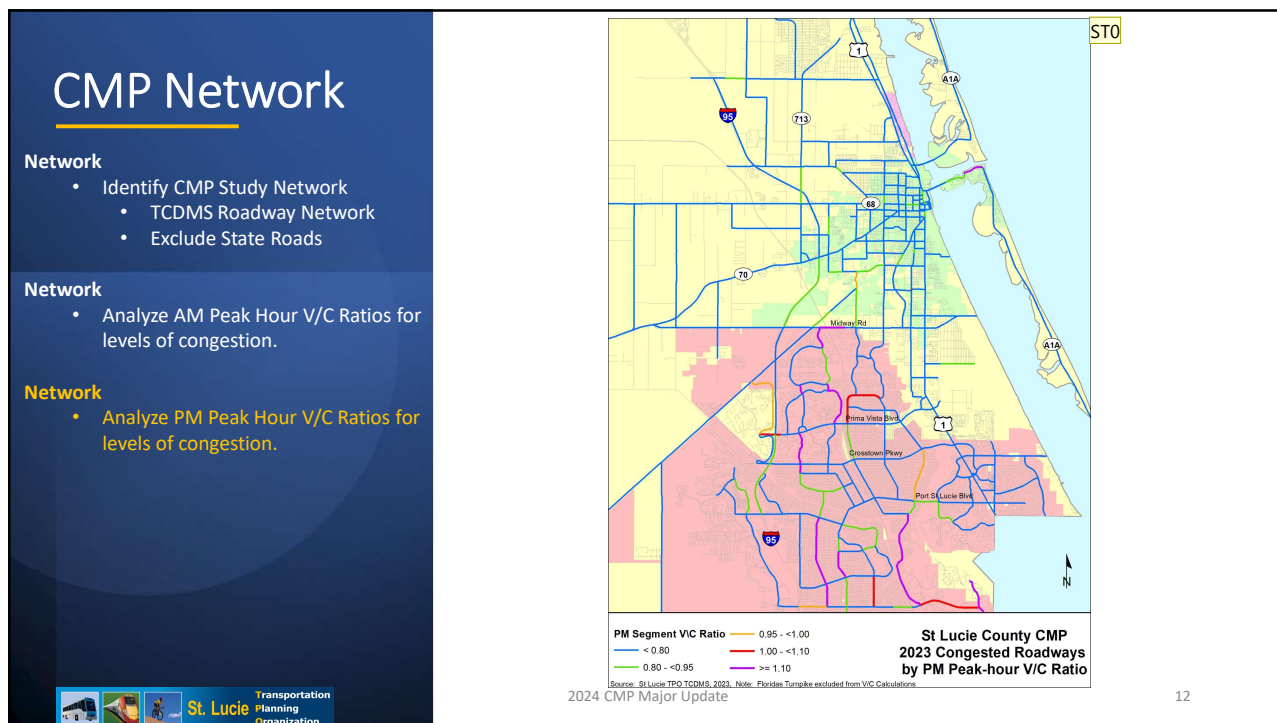 CMP Network
Network
• Identify CMP Study Network
• TCDMS Roadway Network
• Exclude State Roads
Network
• Analyze AM Peak Hour V/C Ratios for
levels of congestion.
Network
• Analyze PM Peak Hour V/C Ratios for
levels of congestion.
St. Lucie
Transportation
Planning
Organization
ST0
1
A1A
95
713
68
70
Midway Rd
A1A
Prima Vista Blvd
1
Crosstown Pkwy
Port St Lucie Blvd
95
N
PM Segment V\C Ratio
< 0.80
0.80 - <0.95
0.95 - <1.00
1.00 - <1.10
>= 1.10
St Lucie County CMP
2023 Congested Roadways
by PM Peak-hour V/C Ratio
Source: St Lucie TPO TCDMS, 2023, Note: Floridas Turnpike excluded from V/C Calculations
2024 CMP Major Update
12